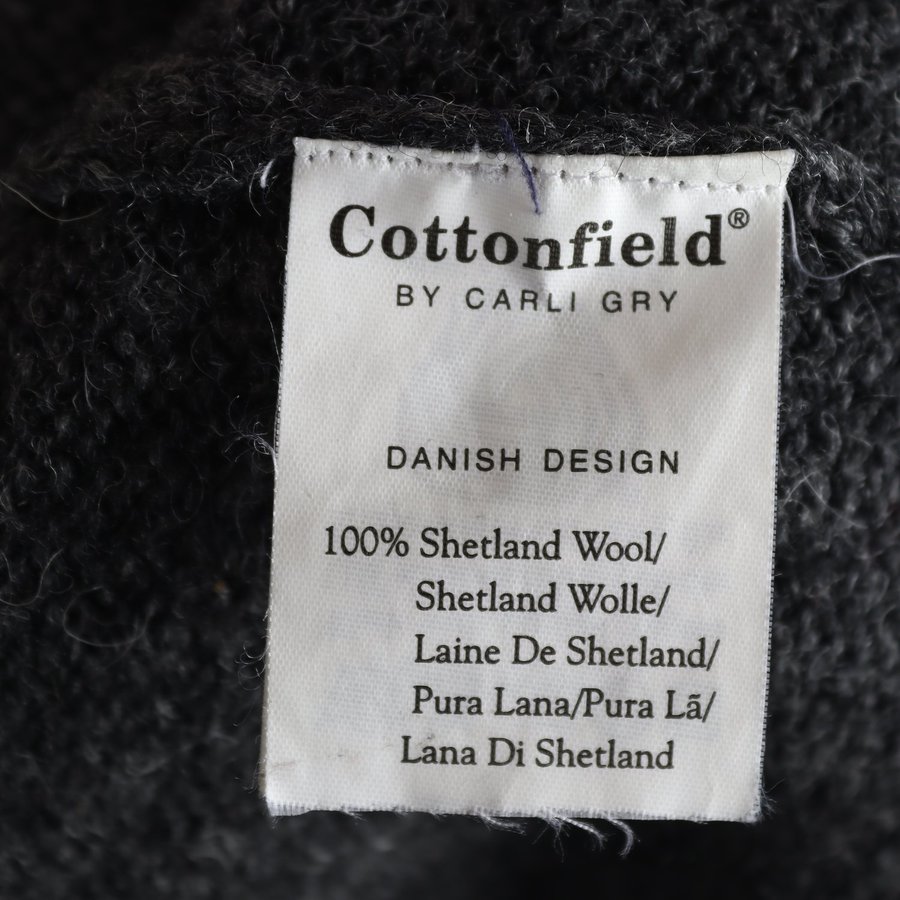 Cottonfield®
BY CARLI GRY
DANISH DESIGN
100% Shetland Wool/
Shetland Wolle/
Laine De Shetland/
Pura Lana/Pura Lã/
Lana Di Shetland